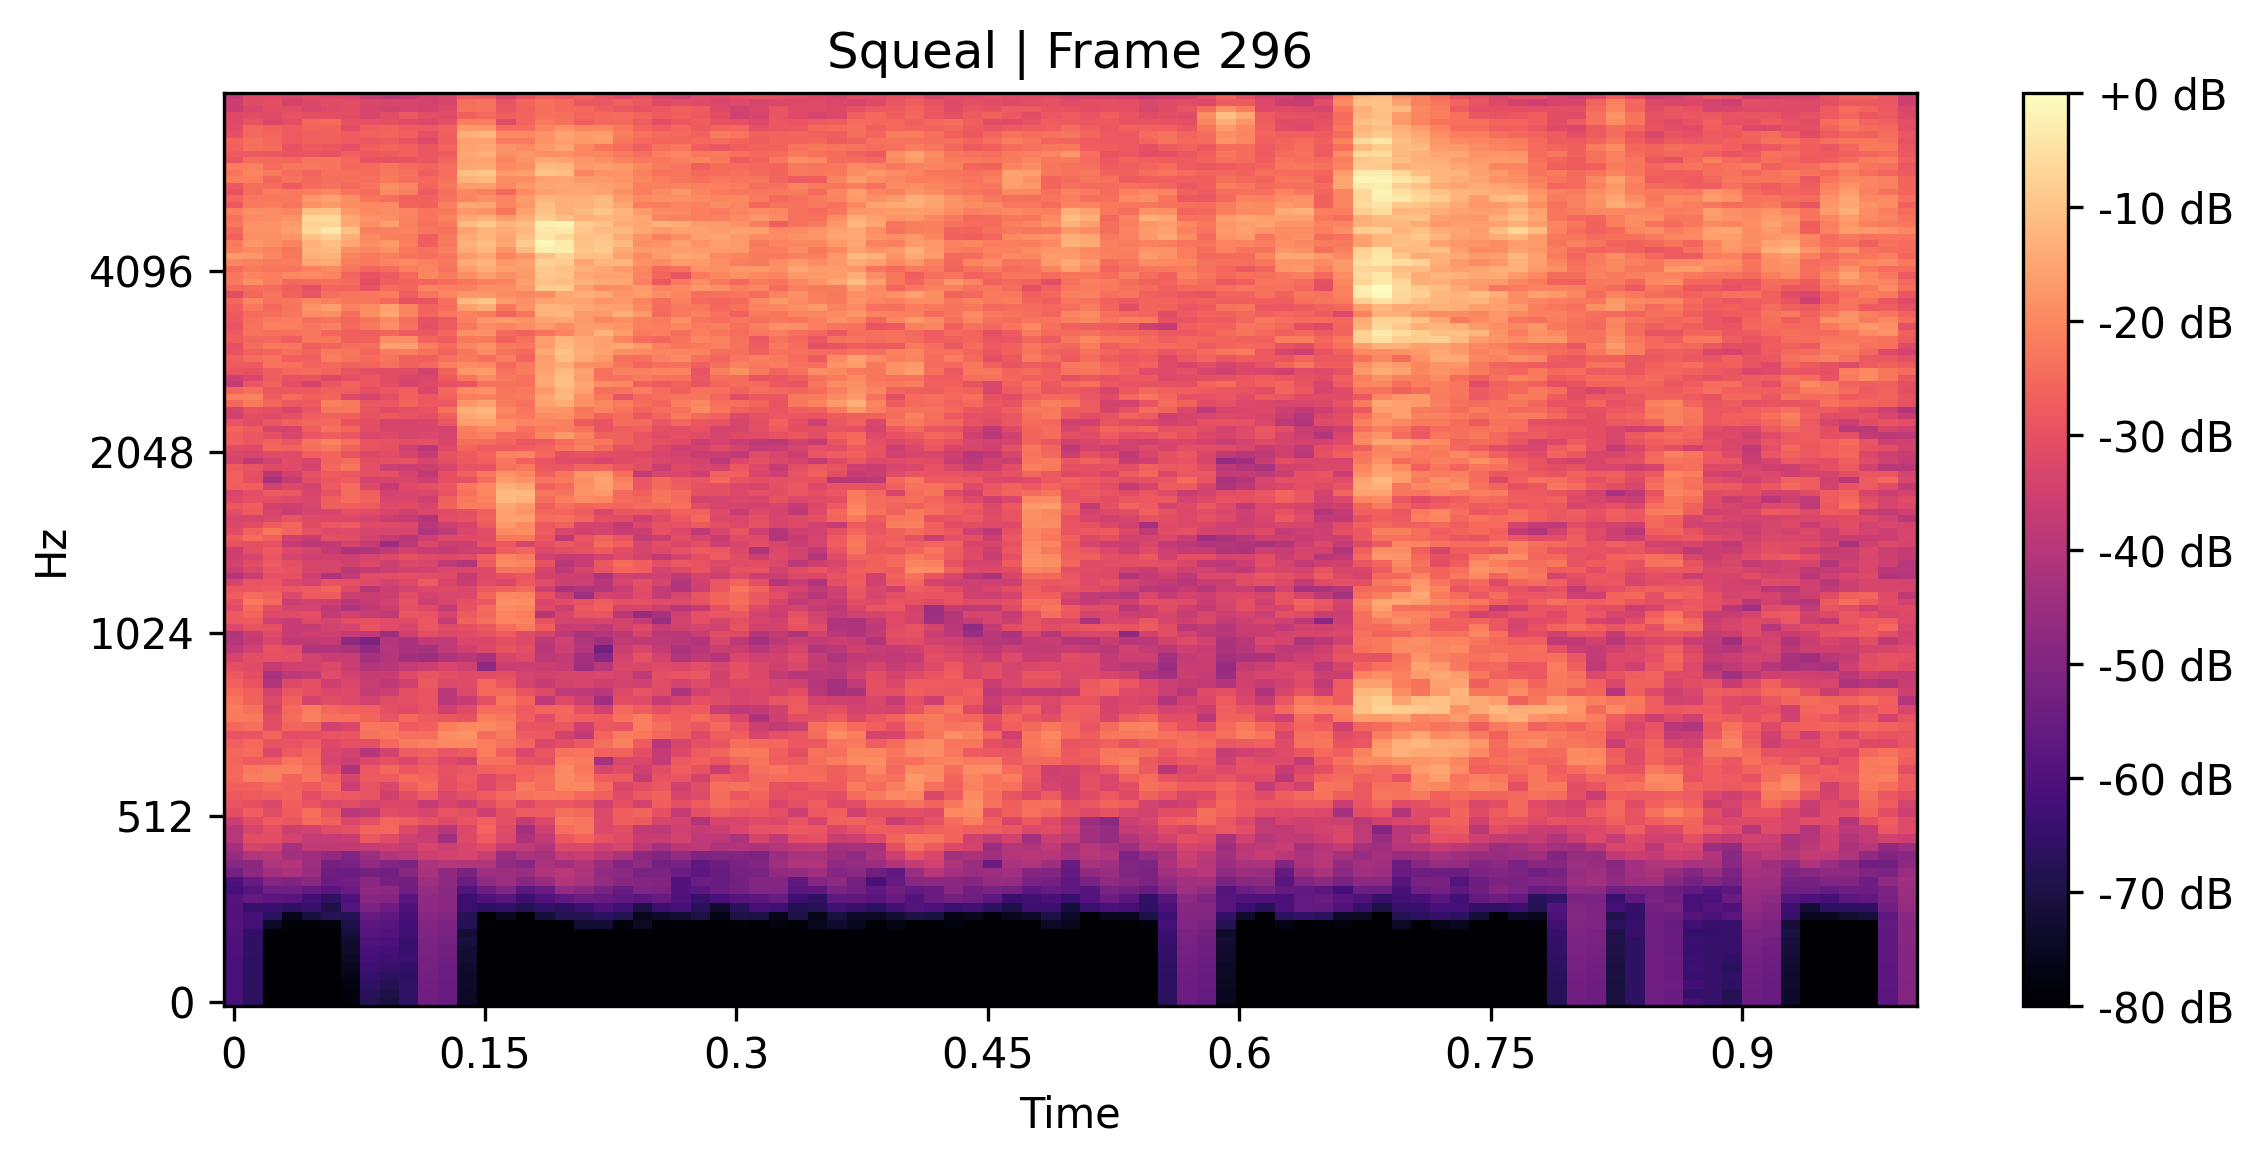 Squeal | Frame 296
Hz
4096
2048
1024
512
0
0 0.15 0.3 0.45 0.6 0.75 0.9
Time
+0 dB
-10 dB
-20 dB
-30 dB
-40 dB
-50 dB
-60 dB
-70 dB
-80 dB